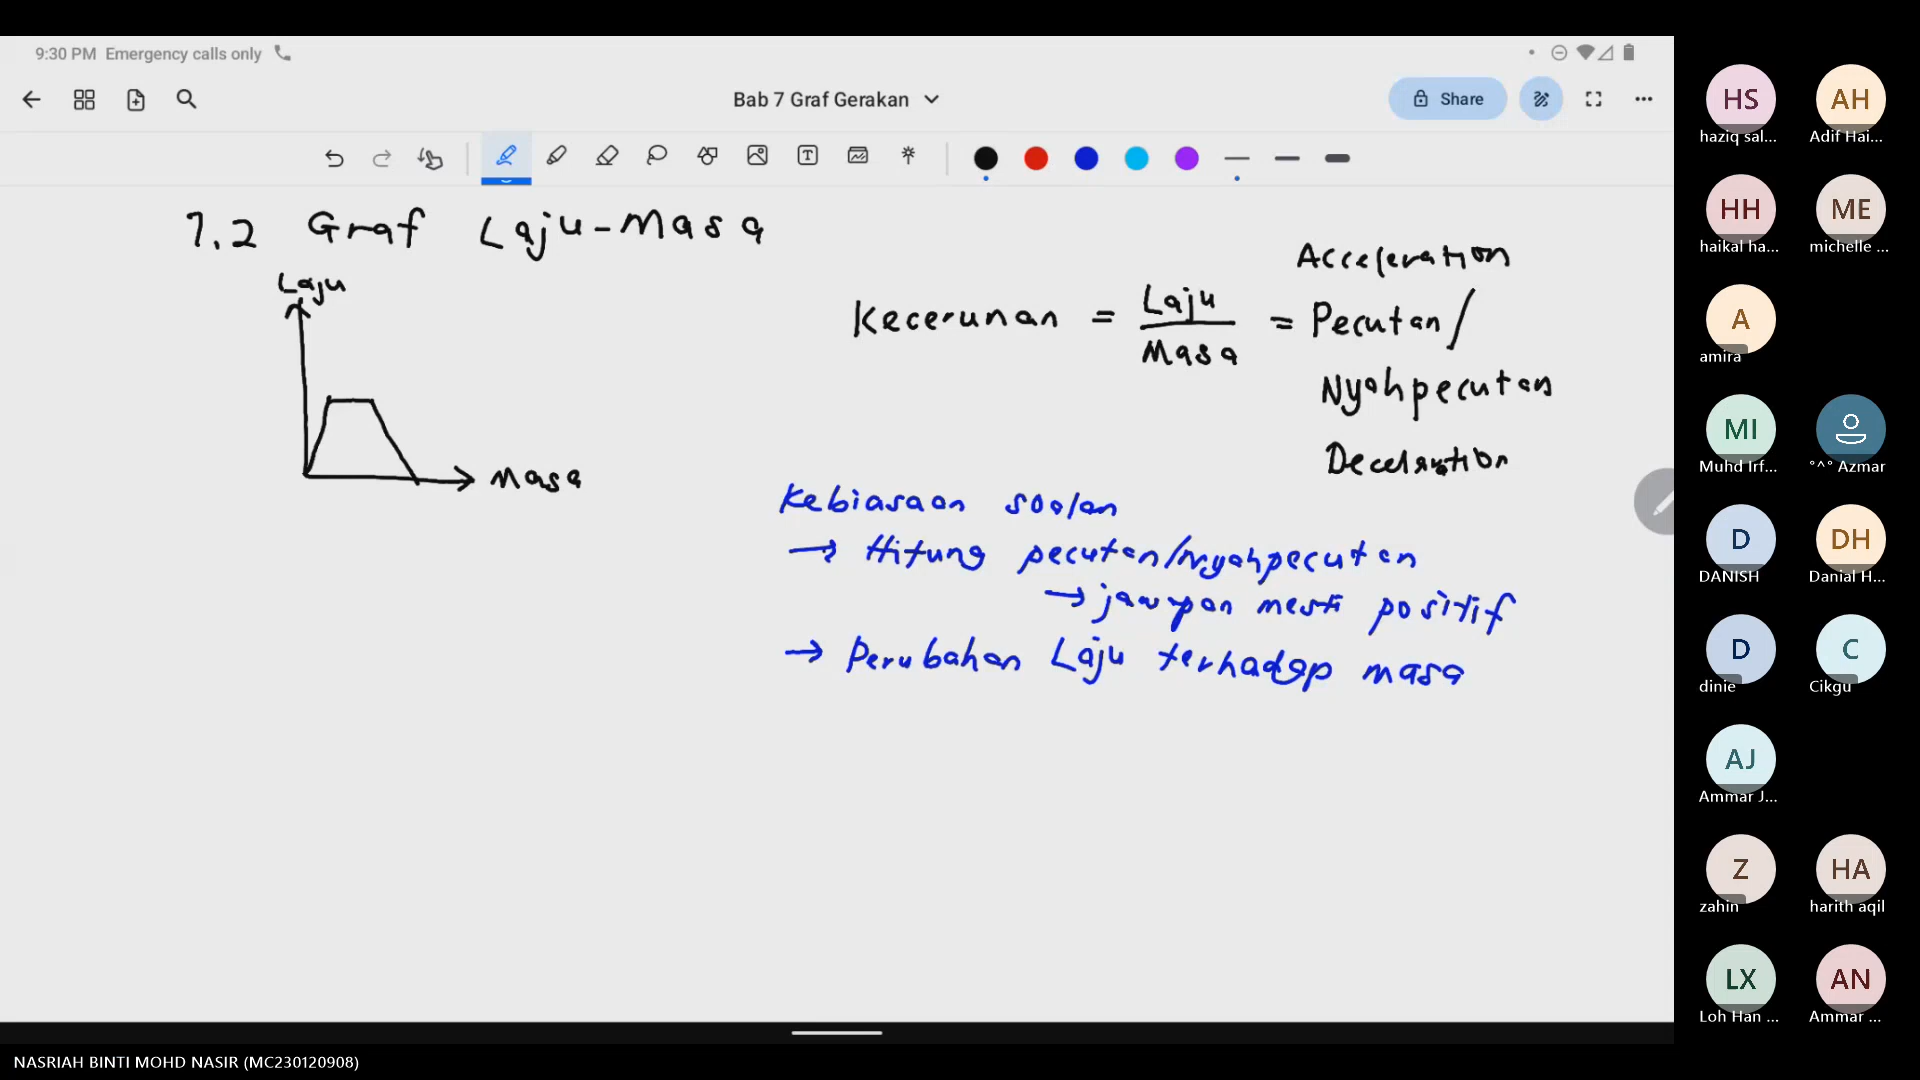 9:30 PM Emergency calls only
Bab 7 Graf Gerakan
Share
7.2 Graf Laju-Masa
Laju
Masa
Acceleration
Kecerunan = Laju / Masa = Pecutan/
Nyahpecutan
Decelaration
Kebiasaan soalan
→ Hitung pecutan/nyahpecutan
→ jawapan mesti positif
→ Perubahan Laju terhadap masa
HS
haziq sal...
AH
Adif Hai...
HH
haikal ha...
ME
michelle ...
A
amira
MI
Muhd Irf...
°^° Azmar
D
DANISH
DH
Danial H...
D
dinie
C
Cikgu
AJ
Ammar J...
Z
zahin
HA
harith aqil
LX
Loh Han ...
AN
Ammar ...
NASRIAH BINTI MOHD NASIR (MC230120908)